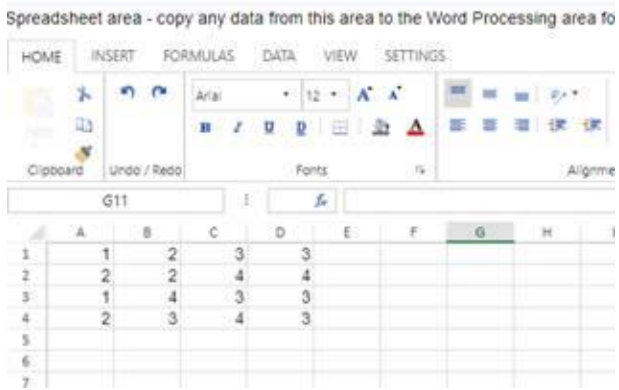 Spreadsheet area - copy any data from this area to the Word Processing area fo
HOME INSERT FORMULAS DATA VIEW SETTINGS
Arial 12 A A
B I U D A
Clipboard Undo / Redo Fonts Alignme
G11 fx
A B C D E F G H I
1 1 2 3 3
2 2 2 4 4
3 1 4 3 3
4 2 3 4 3
5
6
7